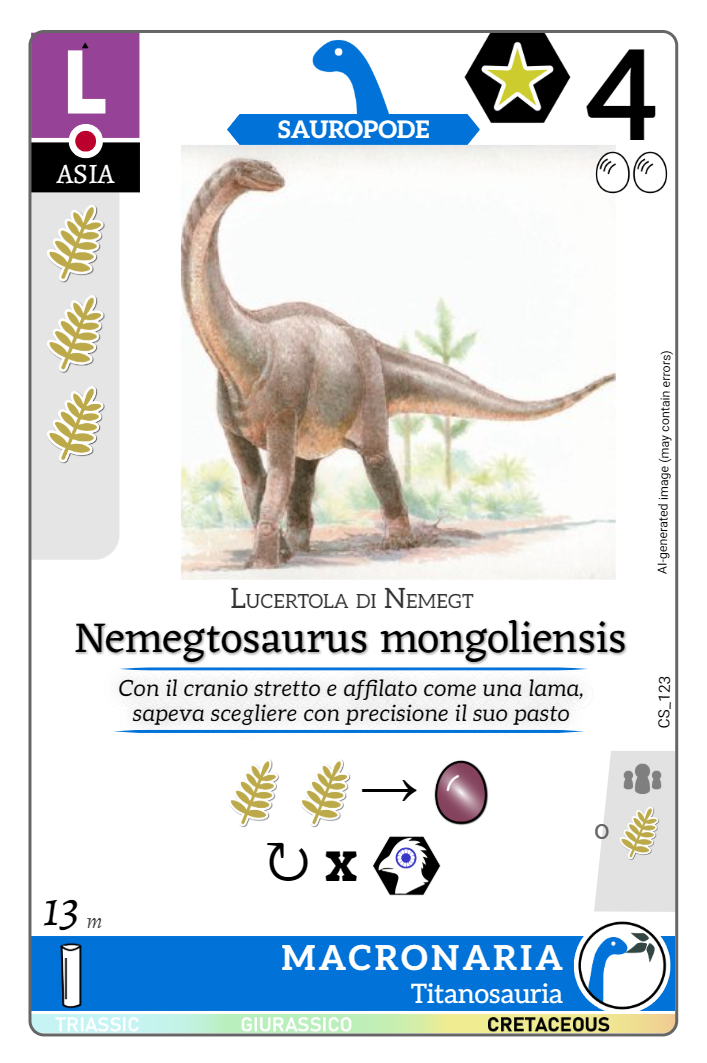 L
ASIA
SAUROPODE
4
AI-generated image (may contain errors)
Lucertola di Nemegt
Nemegtosaurus mongoliensis
Con il cranio stretto e affilato come una lama,
sapeva scegliere con precisione il suo pasto
CS_123
x
o
13 m
MACRONARIA
Titanosauria
TRIASSIC GIURASSICO CRETACEOUS